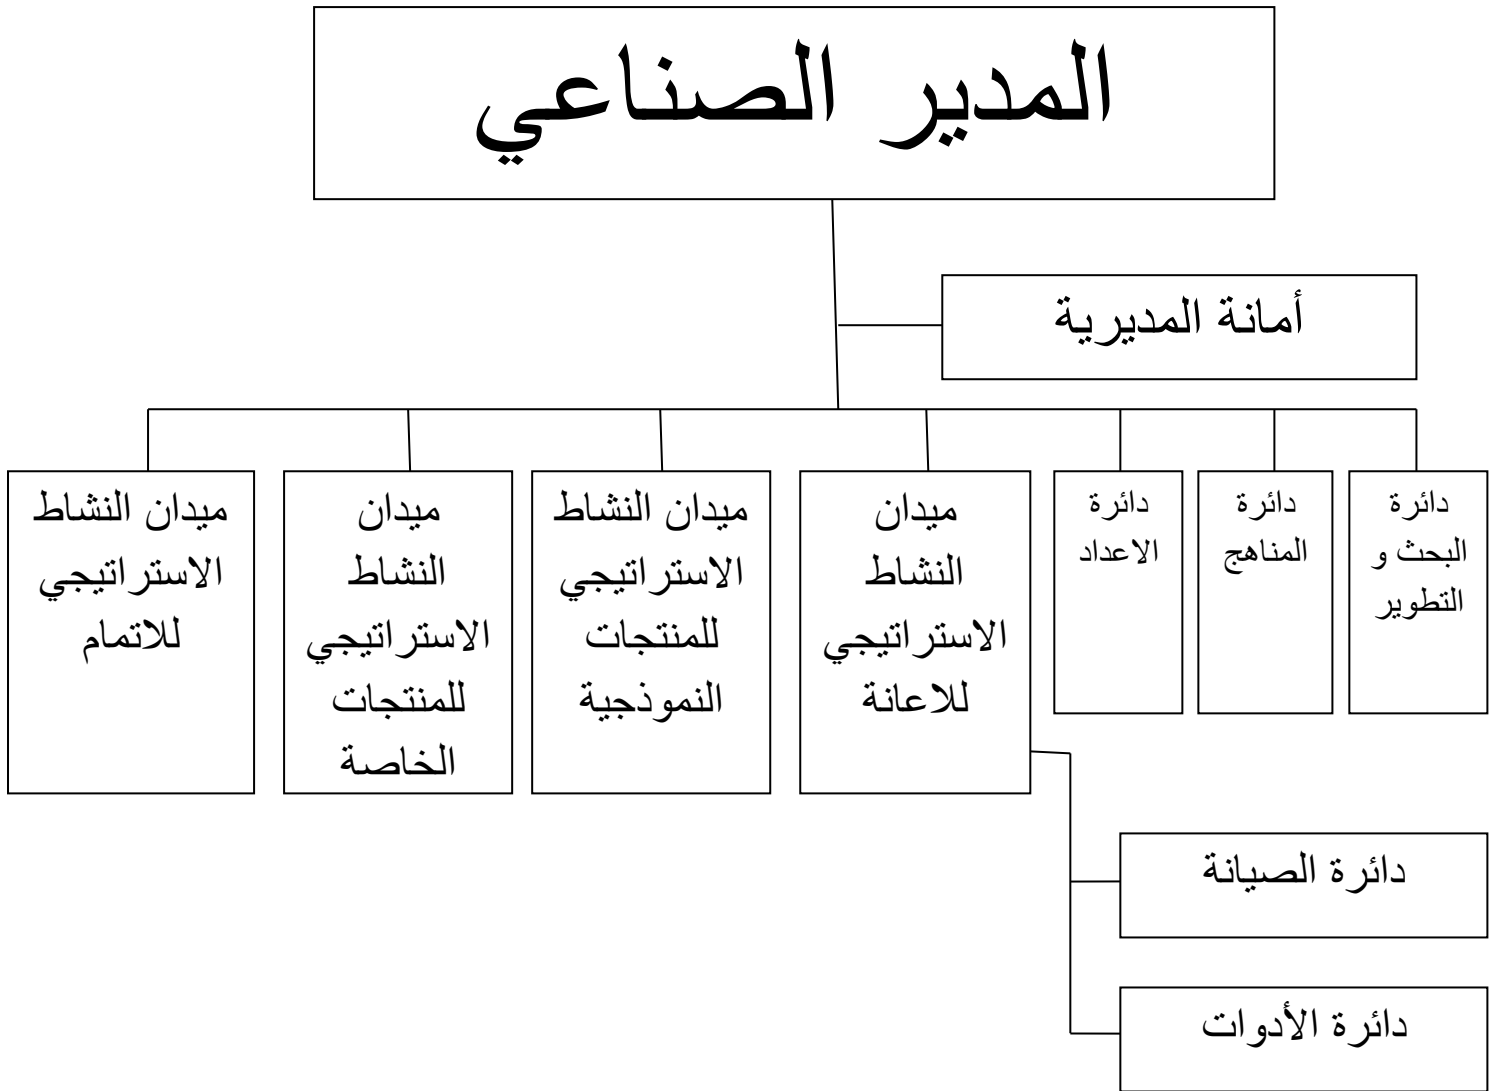 المدير الصناعي
أمانة المديرية
دائرة
البحث و
التطوير
دائرة
المناهج
دائرة
الاعداد
ميدان
النشاط
الاستراتيجي
للاعانة
ميدان النشاط
الاستراتيجي
للمنتجات
النموذجية
ميدان
النشاط
الاستراتيجي
للمنتجات
الخاصة
ميدان النشاط
الاستراتيجي
للاتمام
دائرة الصيانة
دائرة الأدوات